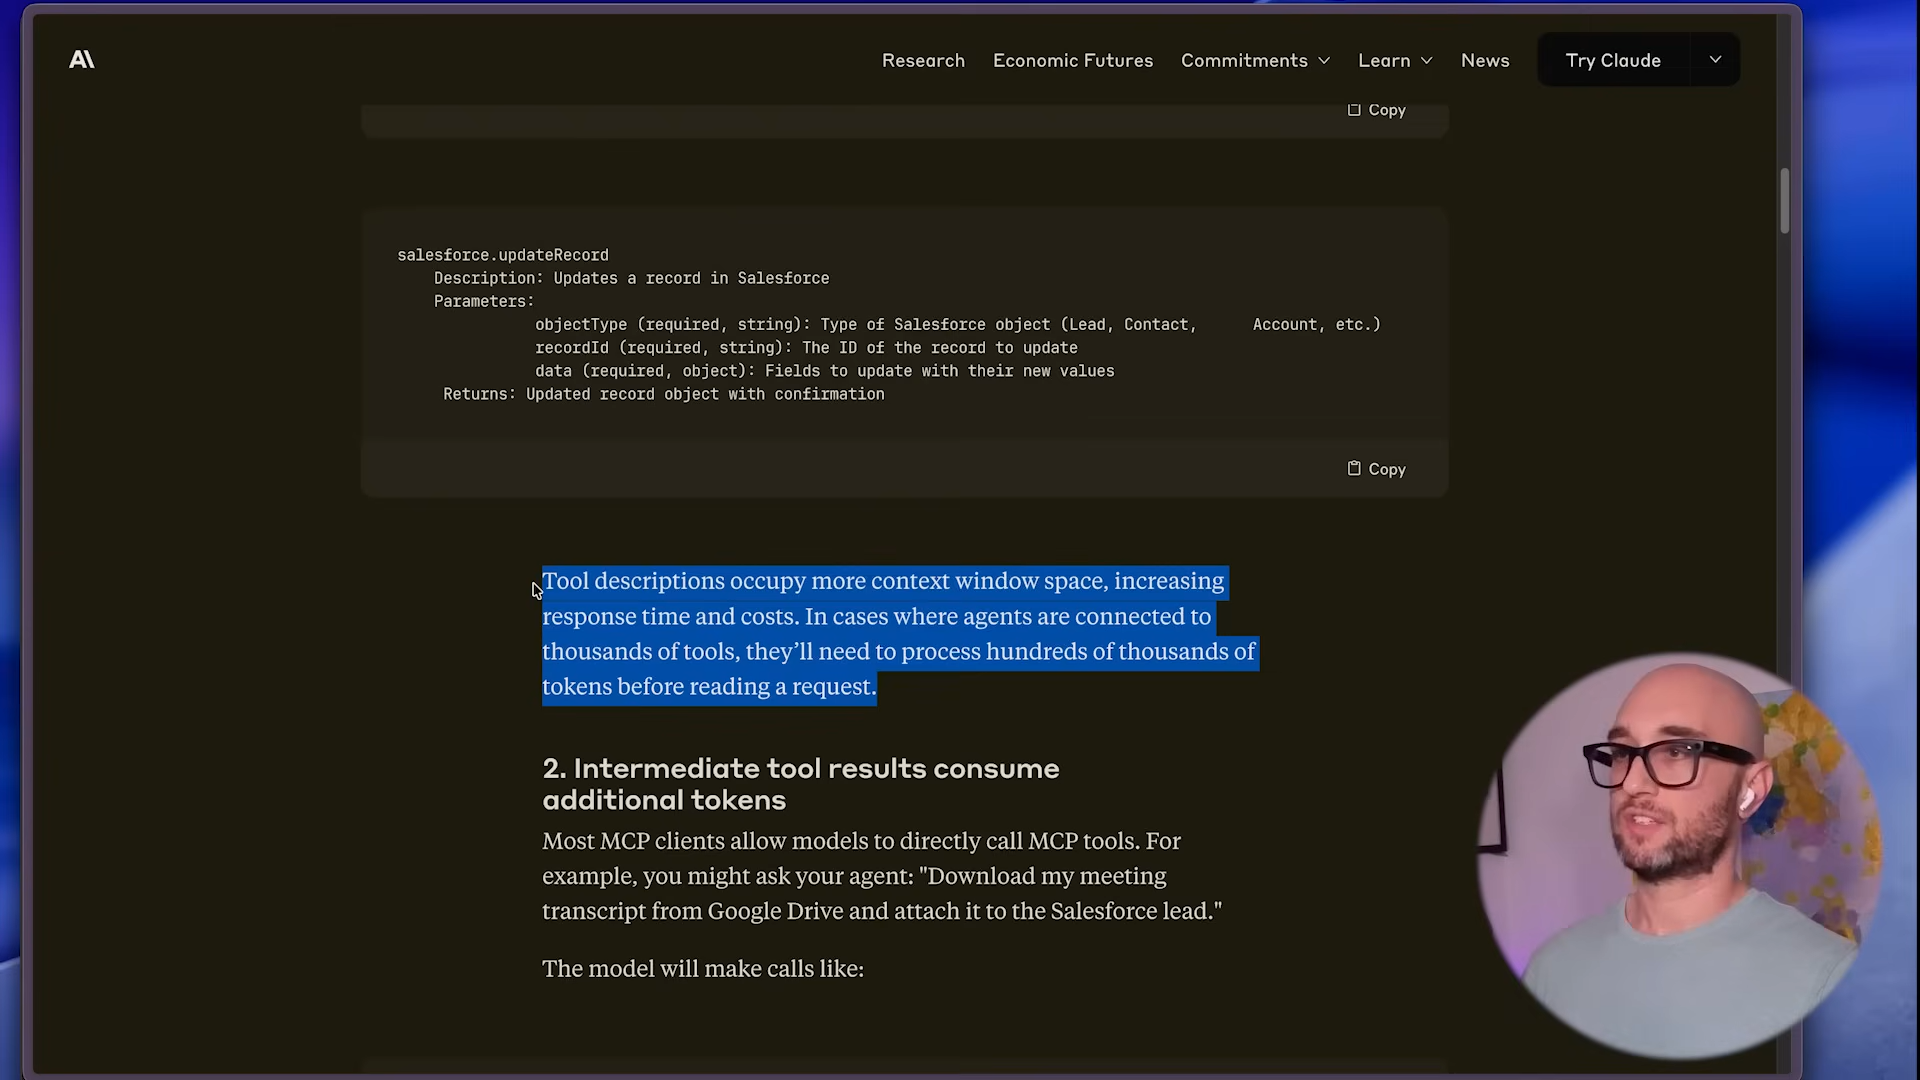 A\
Research
Economic Futures
Commitments
Learn
News
Try Claude
Copy
salesforce.updateRecord
Description: Updates a record in Salesforce
Parameters:
objectType (required, string): Type of Salesforce object (Lead, Contact, Account, etc.)
recordId (required, string): The ID of the record to update
data (required, object): Fields to update with their new values
Returns: Updated record object with confirmation
Copy
Tool descriptions occupy more context window space, increasing
response time and costs. In cases where agents are connected to
thousands of tools, they’ll need to process hundreds of thousands of
tokens before reading a request.
2. Intermediate tool results consume
additional tokens
Most MCP clients allow models to directly call MCP tools. For
example, you might ask your agent: "Download my meeting
transcript from Google Drive and attach it to the Salesforce lead."
The model will make calls like: